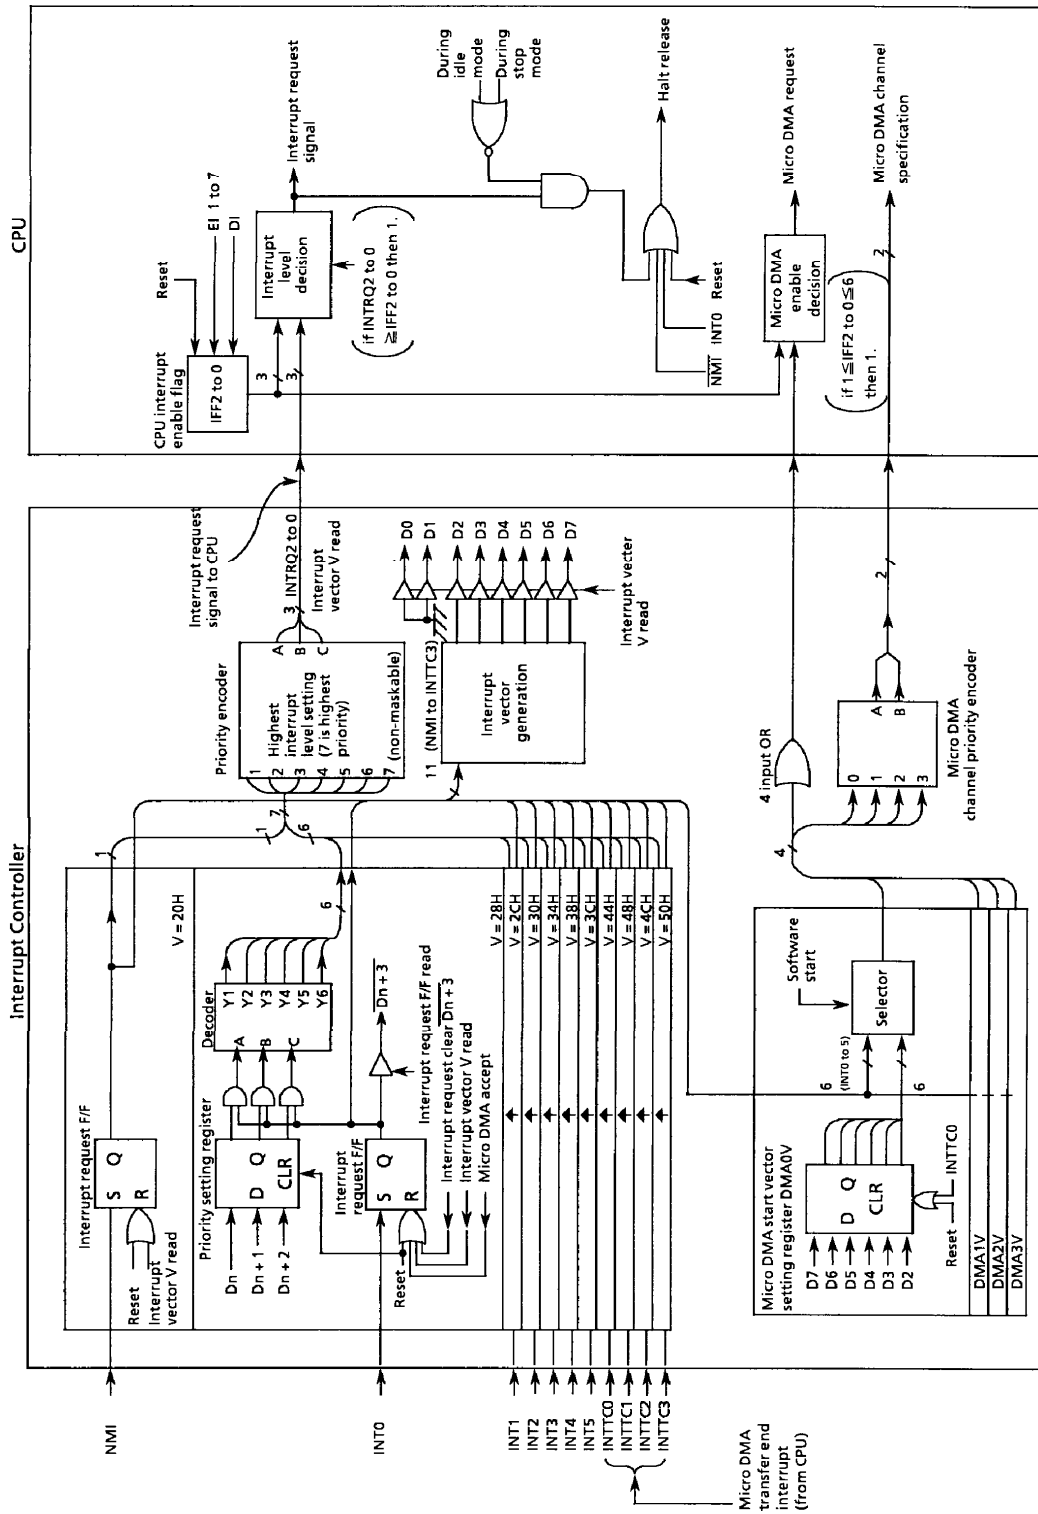 Interrupt Controller
CPU
NMI
INT0
INT1
INT2
INT3
INT4
INT5
INTTC0
INTTC1
INTTC2
INTTC3
Micro DMA
transfer end
interrupt
(from CPU)
Interrupt request F/F
S Q
R
Reset
Interrupt
vector V read
V = 20H
1
Priority setting register
Dn
Dn + 1
Dn + 2
D Q
CLR
Decoder
A
B
C
Y1
Y2
Y3
Y4
Y5
Y6
6
Interrupt
request F/F
S Q
R
Reset
Dn + 3
Interrupt request F/F read
Interrupt request clear Dn + 3
Interrupt vector V read
Micro DMA accept
V = 28H
V = 2CH
V = 30H
V = 34H
V = 38H
V = 3CH
V = 44H
V = 48H
V = 4CH
V = 50H
1
7
6
Priority encoder
1
2
3
4
5
6
7 (non-maskable)
Highest
interrupt
level setting
(7 is highest
priority)
A
B
C
3
INTRQ2 to 0
Interrupt
vector V read
Interrupt request
signal to CPU
11 (NMI to INTTC3)
Interrupt
vector
generation
D0
D1
D2
D3
D4
D5
D6
D7
Interrupt vecter
V read
Micro DMA start vector
setting register DMA0V
D7
D6
D5
D4
D3
D2
D Q
CLR
Reset
INTTC0
6
(INT0 to 5)
6
Software
start
Selector
DMA1V
DMA2V
DMA3V
4
4 input OR
0
1
2
3
A
B
Micro DMA
channel priority encoder
2
CPU interrupt
enable flag
IFF2 to 0
Reset
EI 1 to 7
DI
3
3
Interrupt
level
decision
if INTRQ2 to 0
≧IFF2 to 0 then 1.
Interrupt request
signal
During
idle
mode
During
stop
mode
Halt release
NMI
INT0
Reset
Micro DMA
enable
decision
if 1≦IFF2 to 0≦6
then 1.
Micro DMA request
2
Micro DMA channel
specification